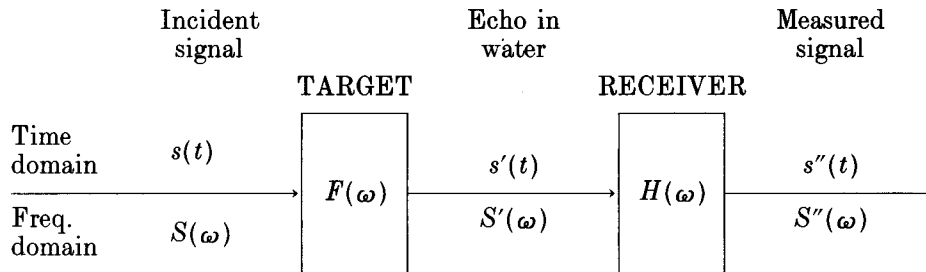 Incident
signal
Echo in
water
Measured
signal
TARGET
RECEIVER
Time
domain
s(t)
s′(t)
s″(t)
F(ω)
H(ω)
Freq.
domain
S(ω)
S′(ω)
S″(ω)